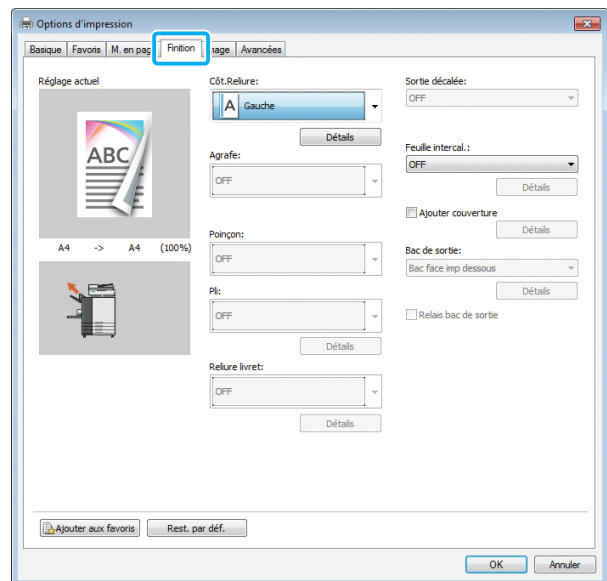 Options d'impression
Basique Favoris M. en pag Finition nage Avancées
Réglage actuel
ABC
A4 -> A4 (100%)
Côt.Reliure:
A Gauche
Détails
Agrafe:
OFF
Poinçon:
OFF
Pli:
OFF
Détails
Reliure livret:
OFF
Détails
Sortie décalée:
OFF
Feuille intercal.:
OFF
Détails
Ajouter couverture
Détails
Bac de sortie:
Bac face imp dessous
Détails
Relais bac de sortie
Ajouter aux favoris Rest. par déf.
OK Annuler